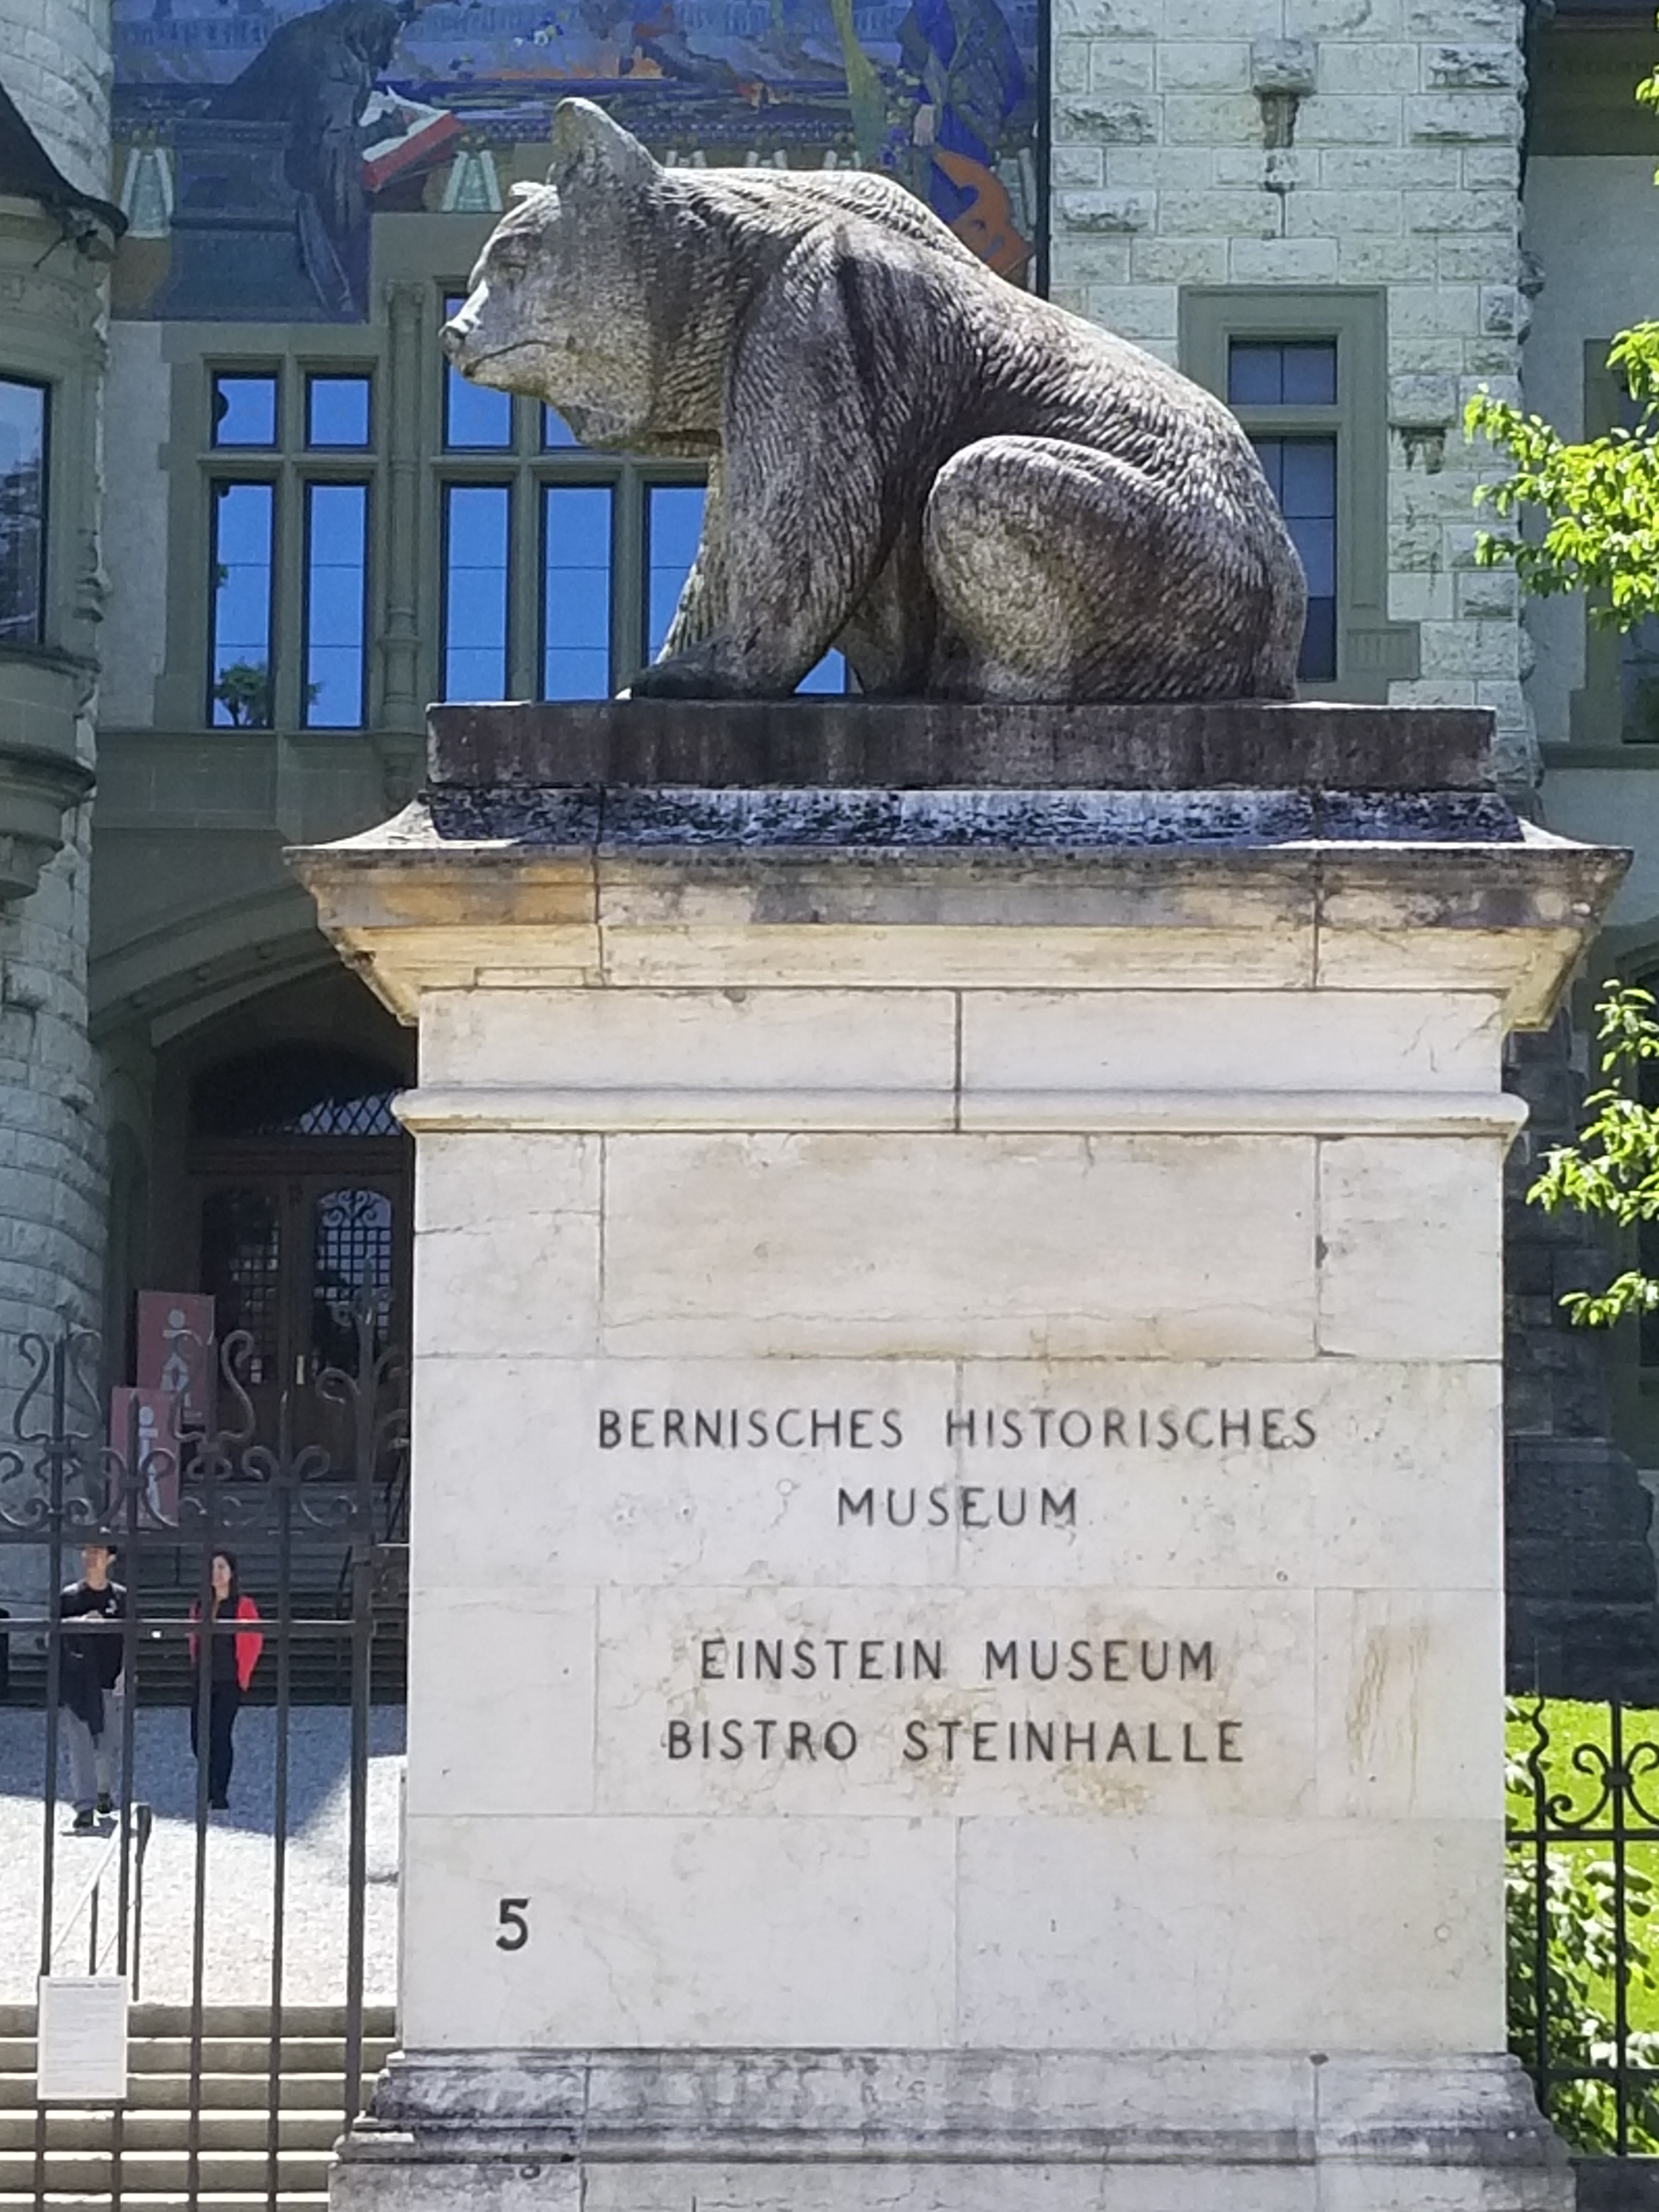 BERNISCHES HISTORISCHES
MUSEUM
EINSTEIN MUSEUM
BISTRO STEINHALLE
5